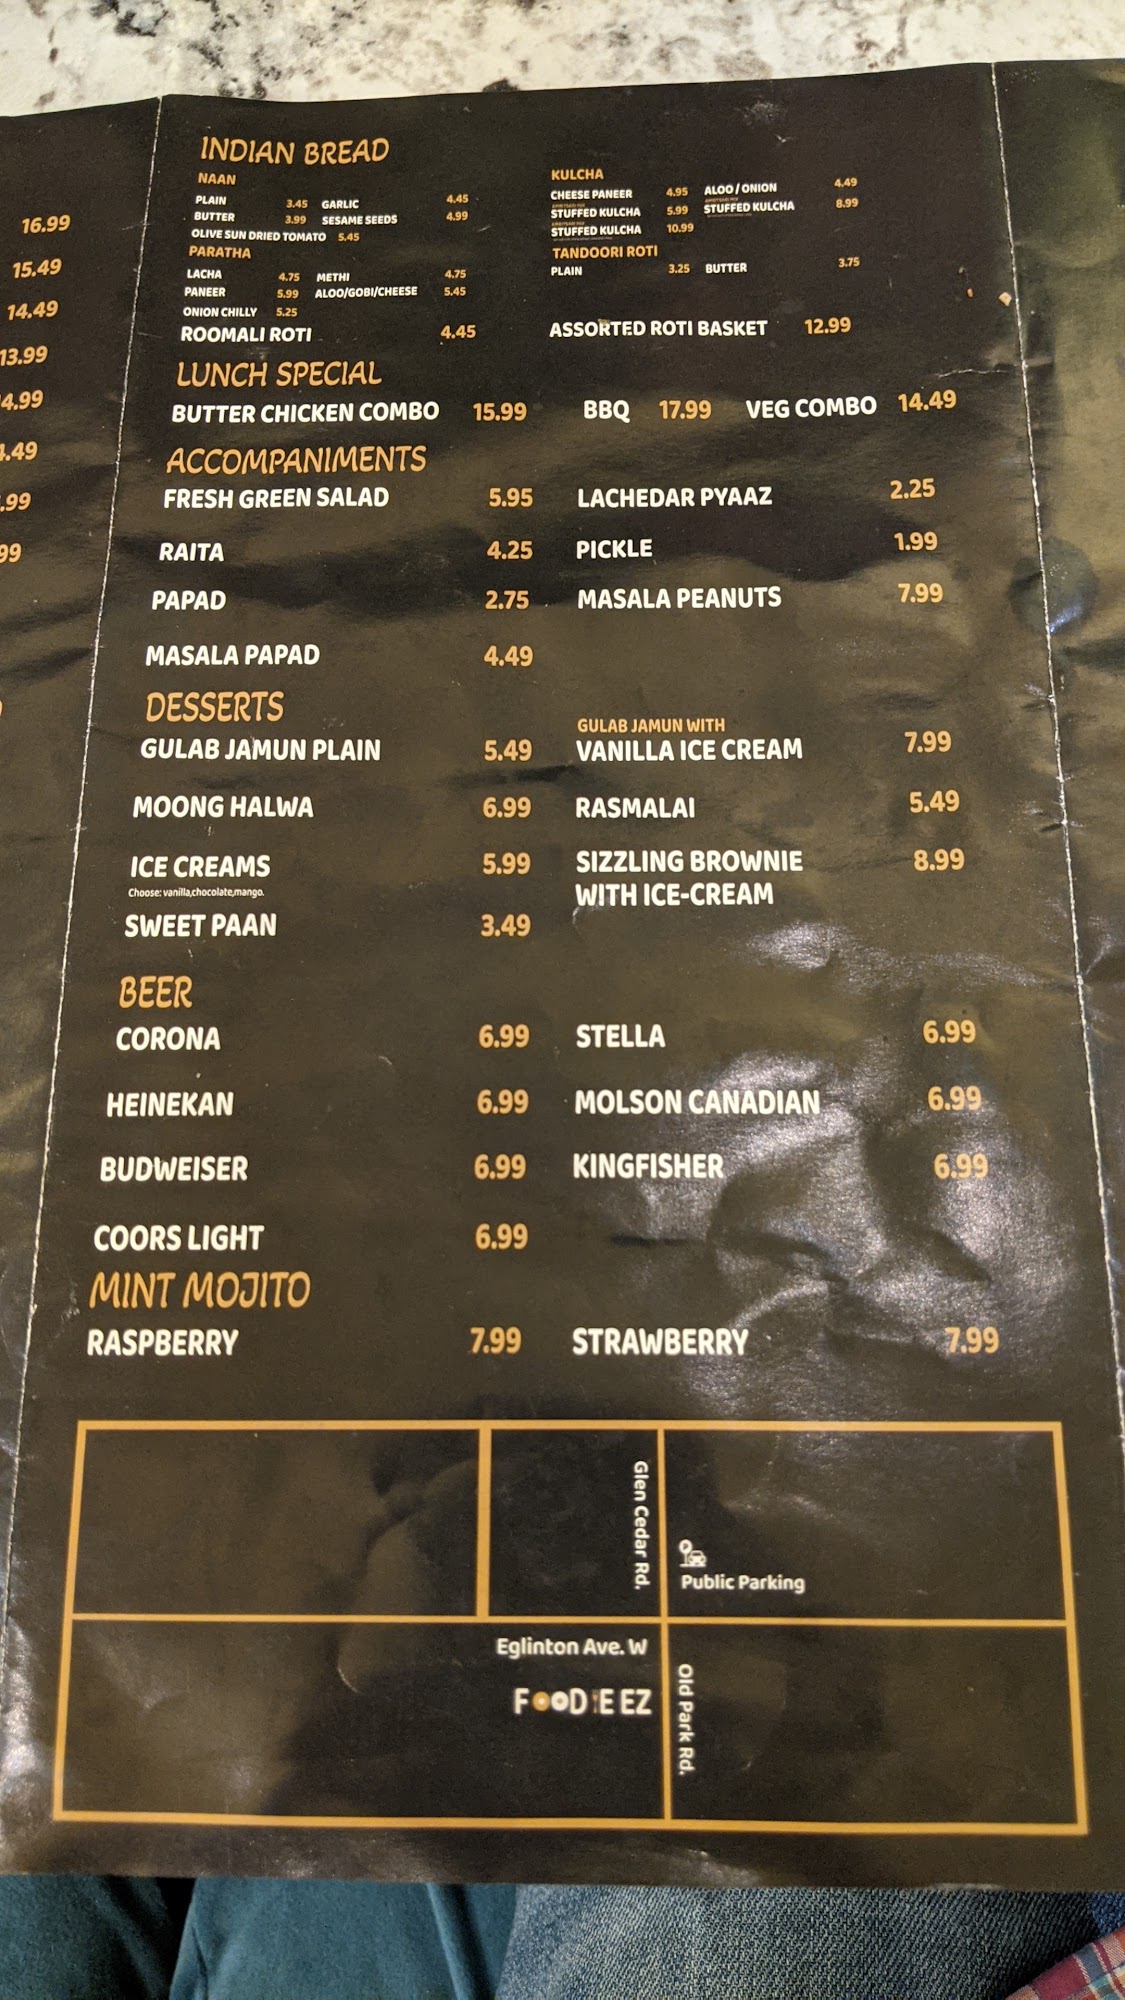 16.99
15.49
14.49
13.99
4.99
.49
.99
99
INDIAN BREAD
NAAN
PLAIN 3.45 GARLIC 4.45
BUTTER 3.99 SESAME SEEDS 4.99
OLIVE SUN DRIED TOMATO 5.45
PARATHA
LACHA 4.75 METHI 4.75
PANEER 5.99 ALOO/GOBI/CHEESE 5.45
ONION CHILLY 5.25
ROOMALI ROTI 4.45
KULCHA
CHEESE PANEER 4.95 ALOO / ONION 4.49
STUFFED KULCHA 5.99 STUFFED KULCHA 8.99
STUFFED KULCHA 10.99
TANDOORI ROTI
PLAIN 3.25 BUTTER 3.75
ASSORTED ROTI BASKET 12.99
LUNCH SPECIAL
BUTTER CHICKEN COMBO 15.99 BBQ 17.99 VEG COMBO 14.49
ACCOMPANIMENTS
FRESH GREEN SALAD 5.95 LACHEDAR PYAAZ 2.25
RAITA 4.25 PICKLE 1.99
PAPAD 2.75 MASALA PEANUTS 7.99
MASALA PAPAD 4.49
DESSERTS
GULAB JAMUN WITH
GULAB JAMUN PLAIN 5.49 VANILLA ICE CREAM 7.99
MOONG HALWA 6.99 RASMALAI 5.49
ICE CREAMS 5.99 SIZZLING BROWNIE 8.99
Choose: vanilla,chocolate,mango. WITH ICE-CREAM
SWEET PAAN 3.49
BEER
CORONA 6.99 STELLA 6.99
HEINEKAN 6.99 MOLSON CANADIAN 6.99
BUDWEISER 6.99 KINGFISHER 6.99
COORS LIGHT 6.99
MINT MOJITO
RASPBERRY 7.99 STRAWBERRY 7.99
Glen Cedar Rd.
Public Parking
Eglinton Ave. W
FOODIEEZ
Old Park Rd.